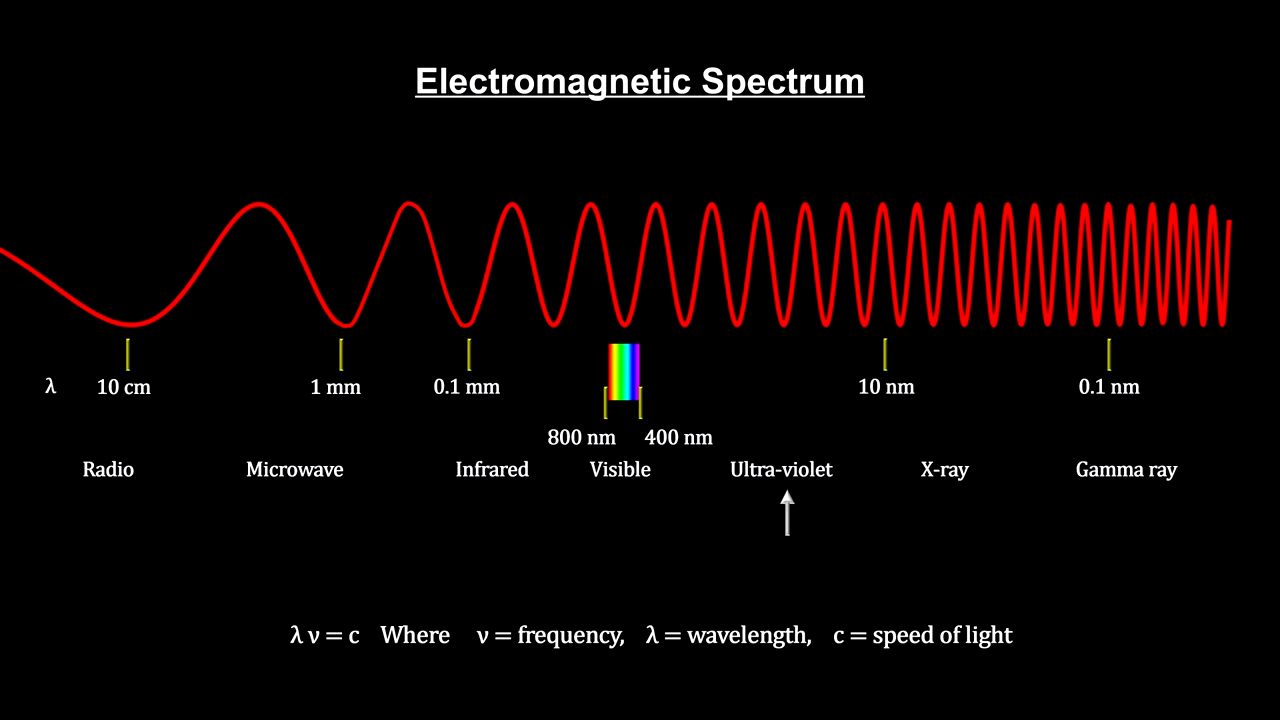 Electromagnetic Spectrum
λ 10 cm 1 mm 0.1 mm 10 nm 0.1 nm
800 nm 400 nm
Radio Microwave Infrared Visible Ultra-violet X-ray Gamma ray
λ ν = c Where ν = frequency, λ = wavelength, c = speed of light